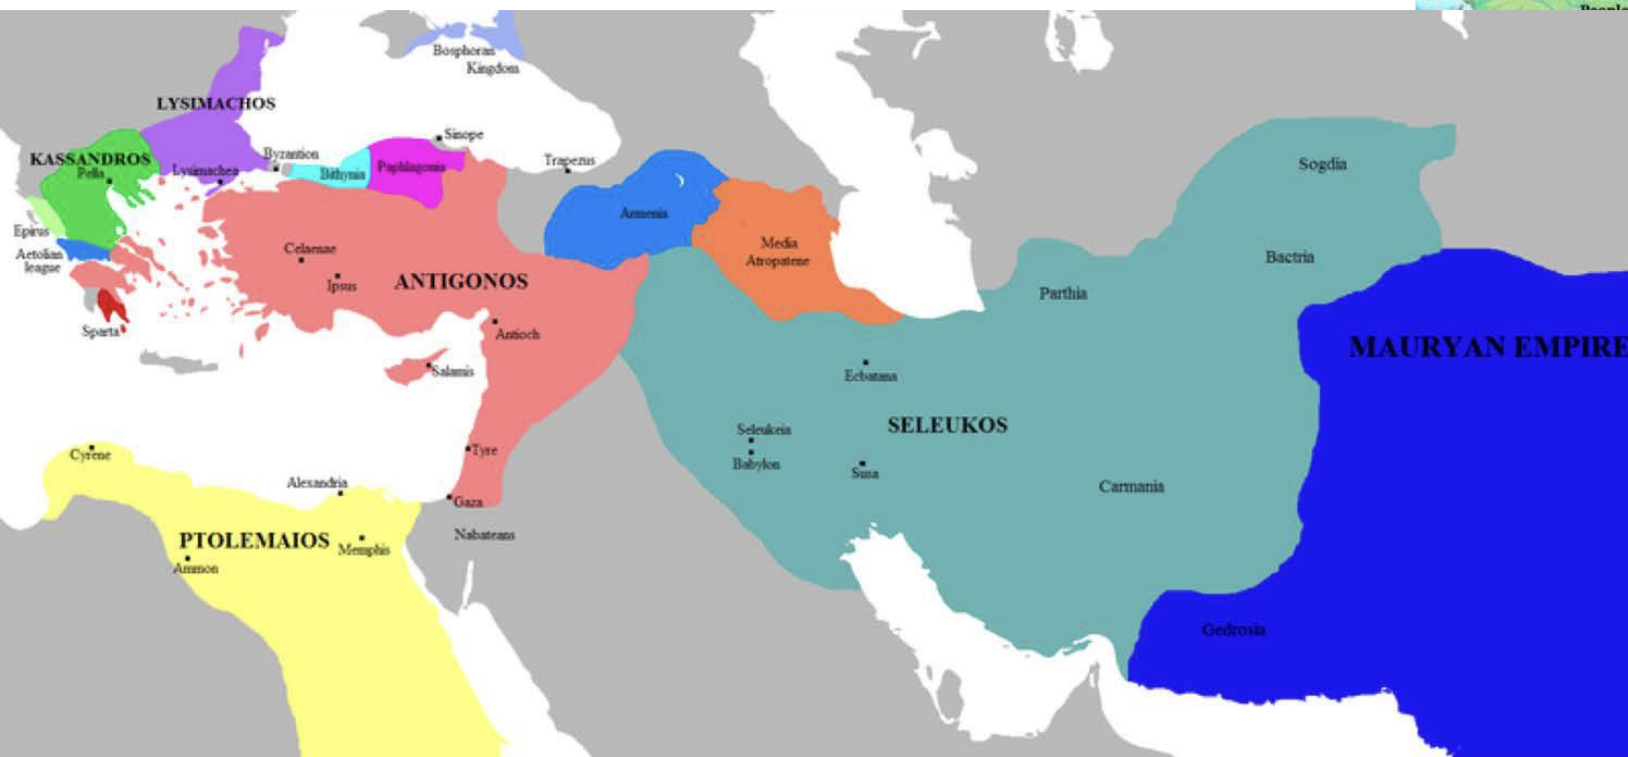 Bosphoran
Kingdom
LYSIMACHOS
Sinope
KASSANDROS
Byzantion
Trapezus
Pella
Lysimachea
Bithynia
Paphlagonia
Sogdia
Armenia
Epirus
Media
Atropatene
Aetolian
league
Celaenae
Bactria
Ipsus
ANTIGONOS
Parthia
Sparta
Antioch
MAURYAN EMPIRE
Salamis
Ecbatana
SELEUKOS
Seleukeia
Babylon
Cyrene
Tyre
Susa
Alexandria
Carmania
Gaza
PTOLEMAIOS
Memphis
Nabateans
Ammon
Gedrosia